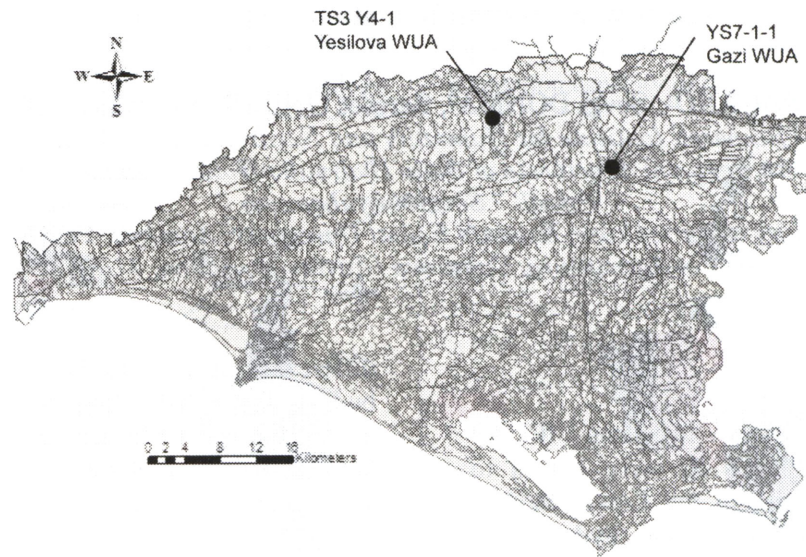 TS3 Y4-1
Yesilova WUA
YS7-1-1
Gazi WUA
N
W E
S
0 2 4 8 12 16
Kilometers